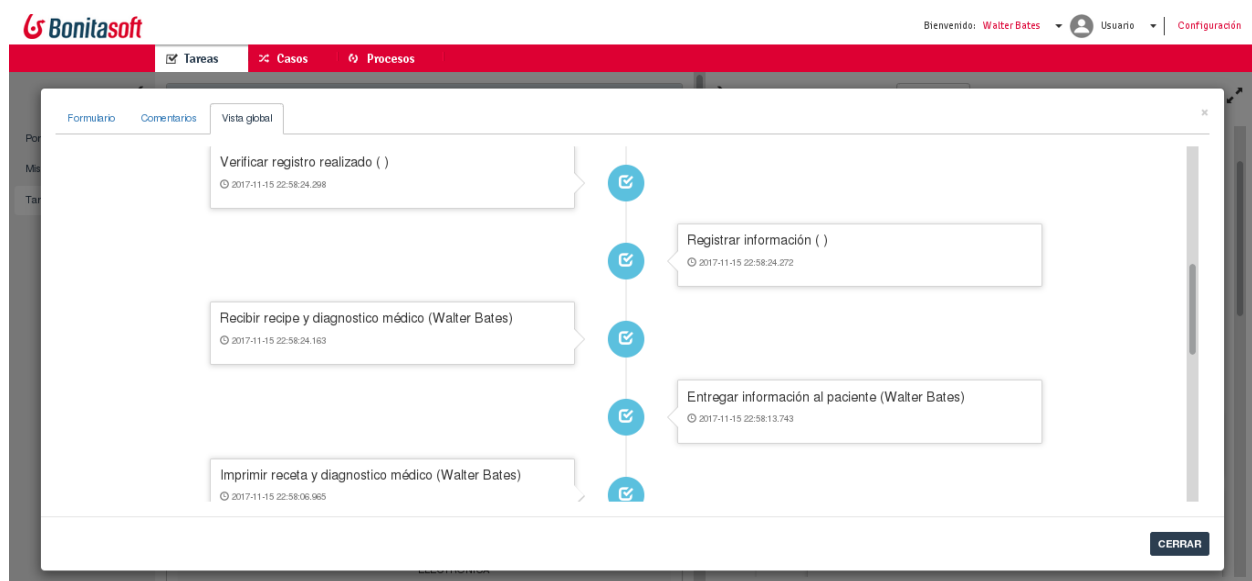 Bonitasoft
Bienvenido: Walter Bates Usuario Configuración
Tareas Casos Procesos
Formulario Comentarios Vista global ×
Por
Mis
Tar
Verificar registro realizado ( )
2017-11-15 22:58:24.298
Registrar información ( )
2017-11-15 22:58:24.272
Recibir recipe y diagnostico médico (Walter Bates)
2017-11-15 22:58:24.163
Entregar información al paciente (Walter Bates)
2017-11-15 22:58:13.743
Imprimir receta y diagnostico médico (Walter Bates)
2017-11-15 22:58:06.965
CERRAR